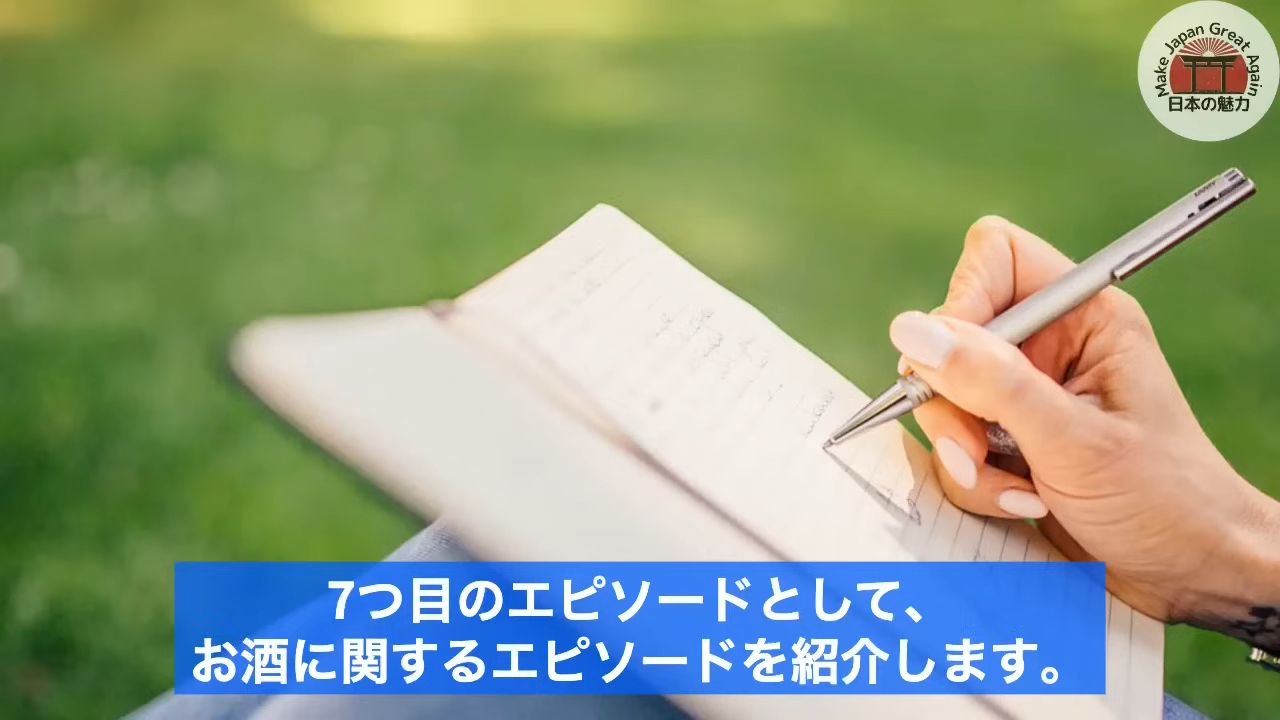 Make Japan Great Again
日本の魅力
LAMY
7つ目のエピソードとして、
お酒に関するエピソードを紹介します。